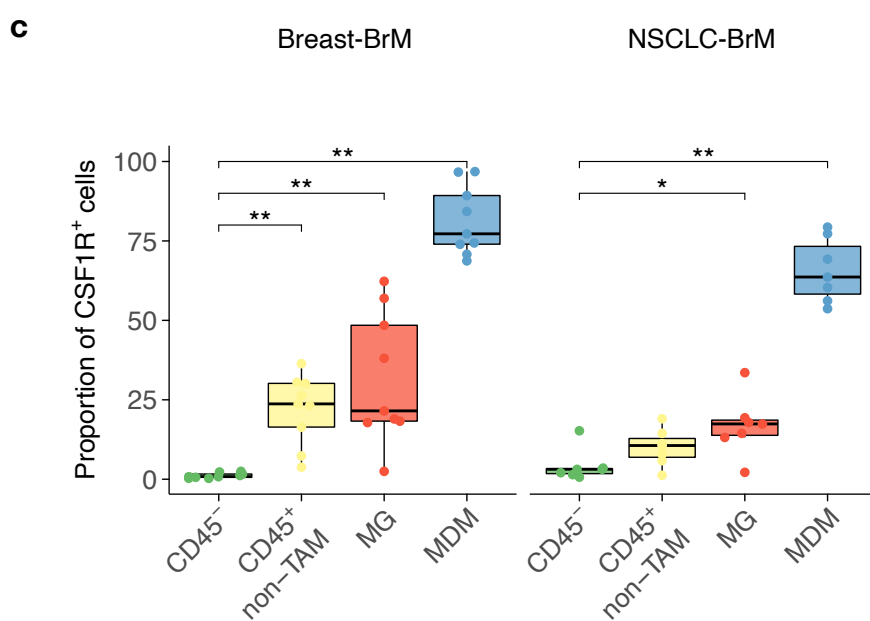 c
Breast-BrM NSCLC-BrM
Proportion of CSF1R⁺ cells
100
75
50
25
0
**
**
**
**
*
CD45⁻
CD45⁺
non−TAM
MG
MDM
CD45⁻
CD45⁺
non−TAM
MG
MDM